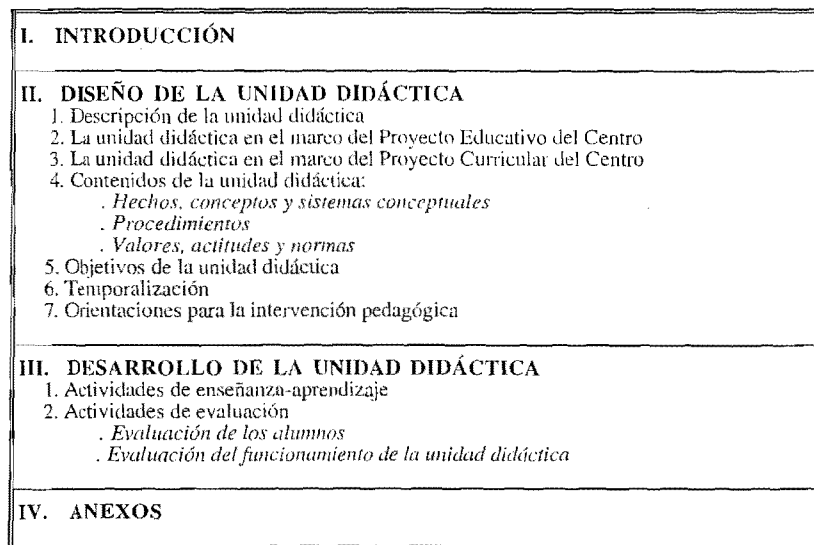 I. INTRODUCCIÓN
II. DISEÑO DE LA UNIDAD DIDÁCTICA
1. Descripción de la unidad didáctica
2. La unidad didáctica en el marco del Proyecto Educativo del Centro
3. La unidad didáctica en el marco del Proyecto Curricular del Centro
4. Contenidos de la unidad didáctica:
. Hechos, conceptos y sistemas conceptuales
. Procedimientos
. Valores, actitudes y normas
5. Objetivos de la unidad didáctica
6. Temporalización
7. Orientaciones para la intervención pedagógica
III. DESARROLLO DE LA UNIDAD DIDÁCTICA
1. Actividades de enseñanza-aprendizaje
2. Actividades de evaluación
. Evaluación de los alumnos
. Evaluación del funcionamiento de la unidad didáctica
IV. ANEXOS